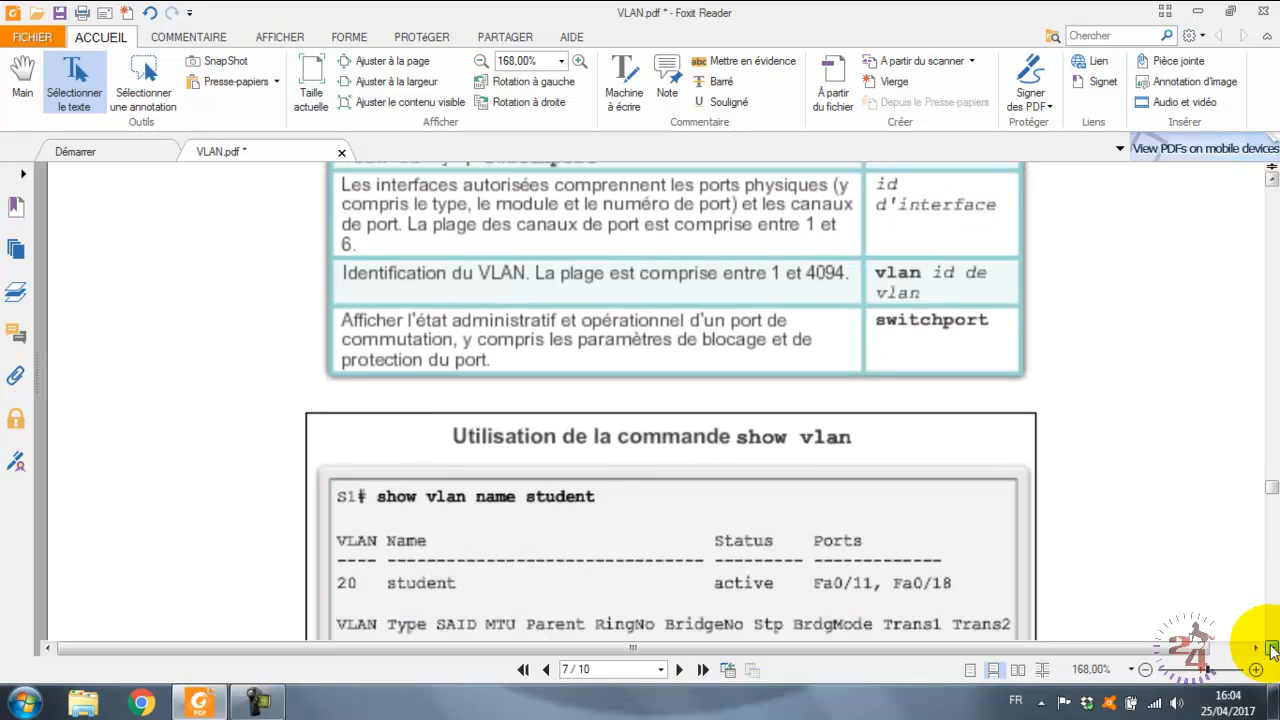 VLAN.pdf * - Foxit Reader
FICHIER ACCUEIL COMMENTAIRE AFFICHER FORME PROTéGER PARTAGER AIDE Chercher
Main
Sélectionner le texte
Sélectionner une annotation
SnapShot
Presse-papiers
Outils
Taille actuelle
Ajuster à la page
Ajuster à la largeur
Ajuster le contenu visible
168,00%
Rotation à gauche
Rotation à droite
Afficher
Machine à écrire
Note
abc Mettre en évidence
Barré
Souligné
Commentaire
À partir du fichier
A partir du scanner
Vierge
Depuis le Presse-papiers
Créer
Signer des PDF
Protéger
Lien
Signet
Liens
Pièce jointe
Annotation d'image
Audio et vidéo
Insérer
Démarrer VLAN.pdf * View PDFs on mobile devices
Les interfaces autorisées comprennent les ports physiques (y
compris le type, le module et le numéro de port) et les canaux
de port. La plage des canaux de port est comprise entre 1 et
6.
id
d'interface
Identification du VLAN. La plage est comprise entre 1 et 4094.
vlan id de
vlan
Afficher l'état administratif et opérationnel d'un port de
commutation, y compris les paramètres de blocage et de
protection du port.
switchport
Utilisation de la commande show vlan
S1# show vlan name student
VLAN Name Status Ports
---- -------------------------------- --------- -------------
20 student active Fa0/11, Fa0/18
VLAN Type SAID MTU Parent RingNo BridgeNo Stp BrdgMode Trans1 Trans2
24
7 / 10 168,00%
PDF
FR 16:04
25/04/2017